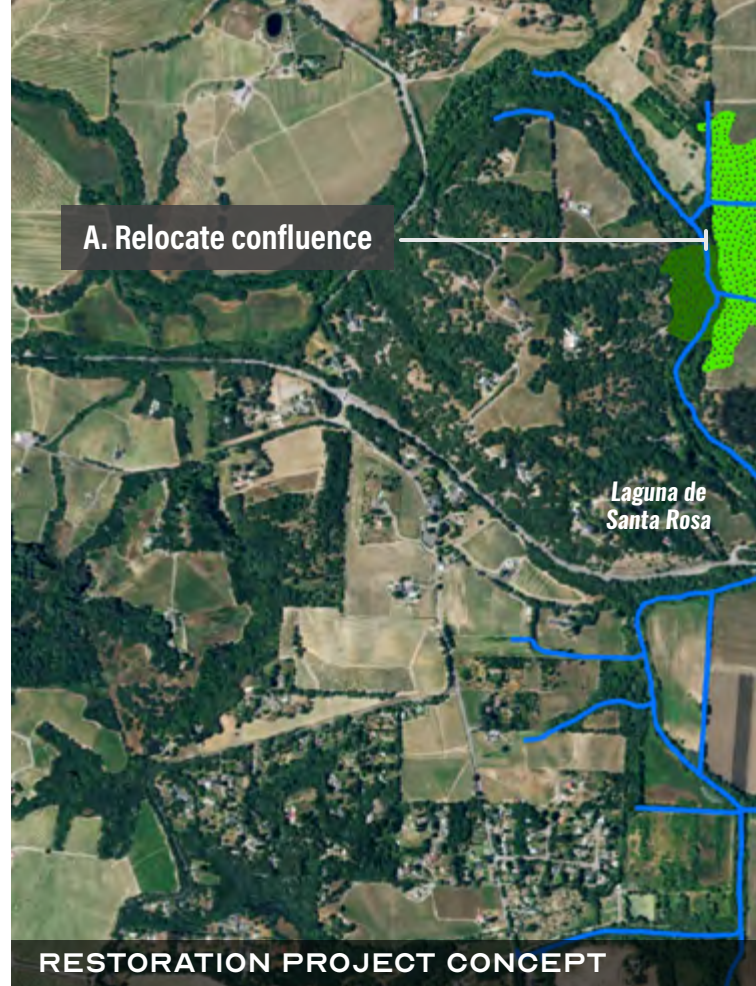 A. Relocate confluence
Laguna de
Santa Rosa
RESTORATION PROJECT CONCEPT